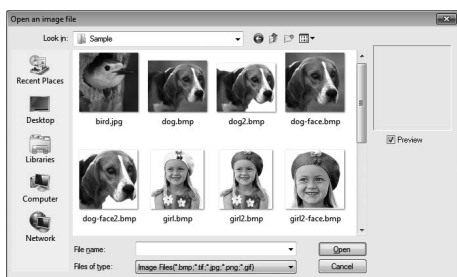 Open an image file
Look in: Sample
Recent Places
Desktop
Libraries
Computer
Network
bird.jpg dog.bmp dog2.bmp dog-face.bmp
dog-face2.bmp girl.bmp girl2.bmp girl2-face.bmp
Preview
File name: Open
Files of type: Image Files(*.bmp;*.tif;*.jpg;*.png;*.gif) Cancel